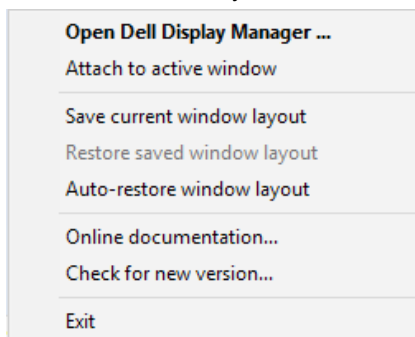 Open Dell Display Manager ...
Attach to active window
Save current window layout
Restore saved window layout
Auto-restore window layout
Online documentation...
Check for new version...
Exit